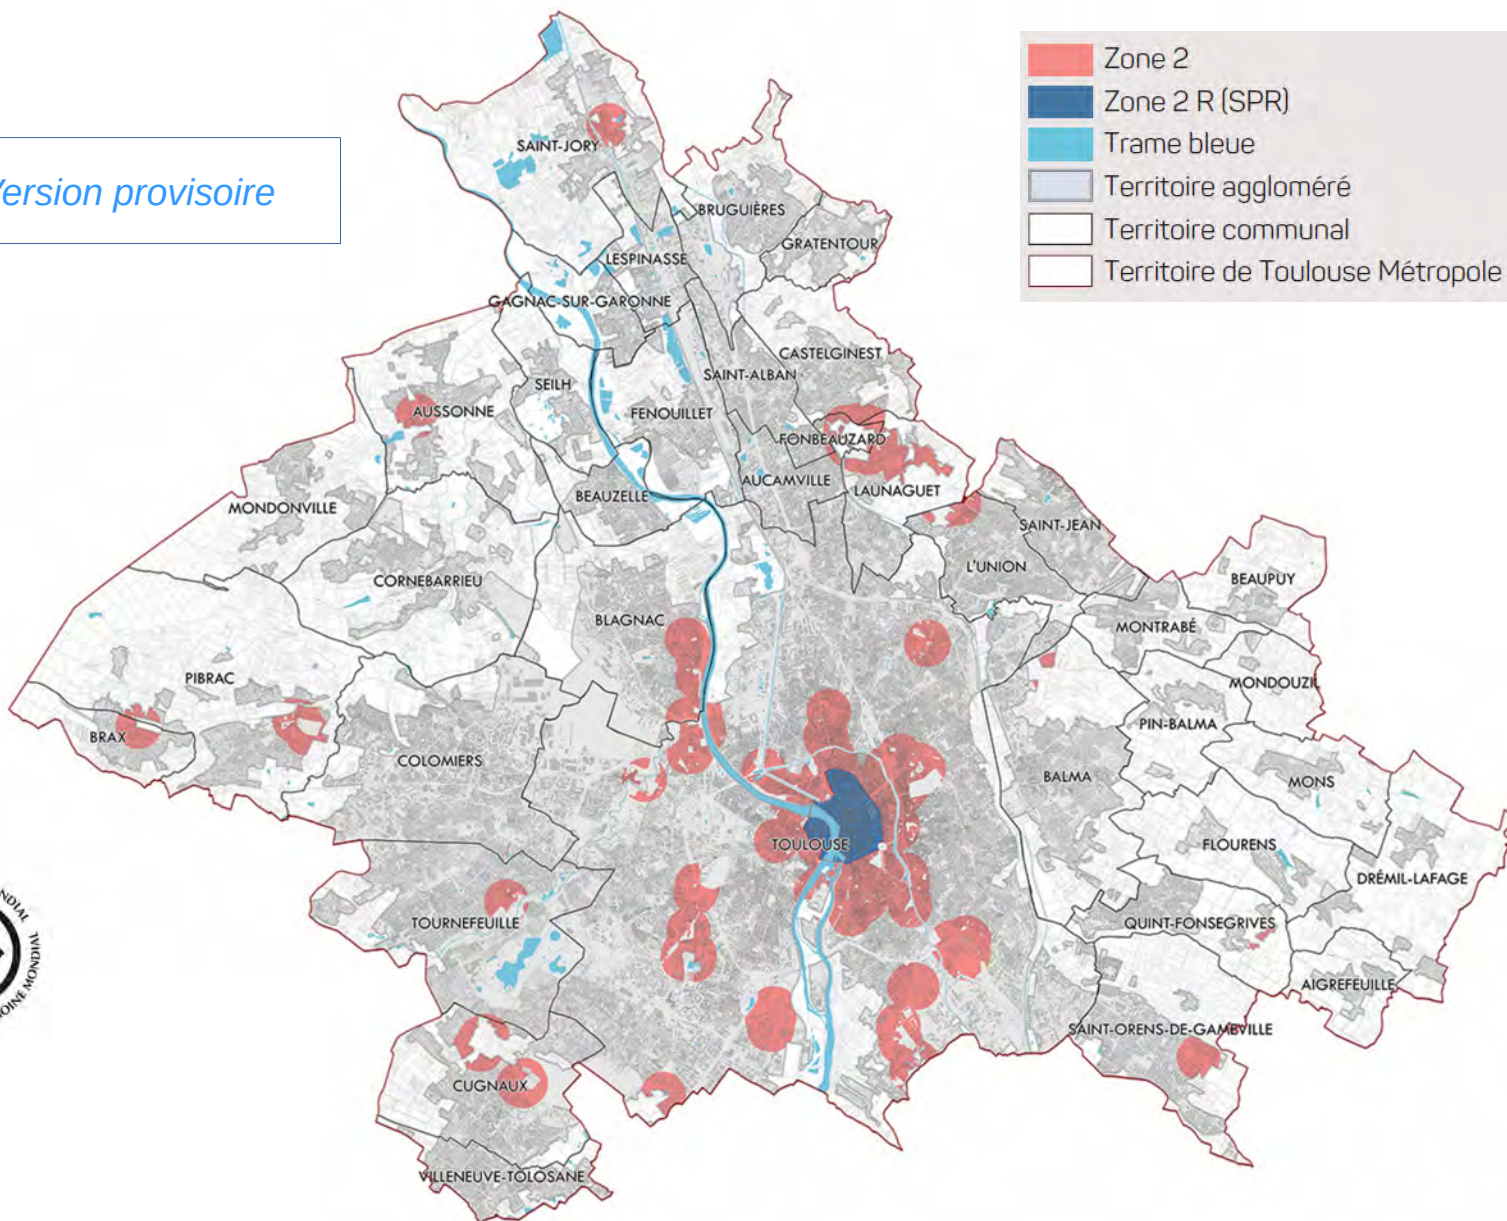 Version provisoire
Zone 2
Zone 2 R (SPR)
Trame bleue
Territoire aggloméré
Territoire communal
Territoire de Toulouse Métropole
SAINT-JORY
BRUGUIÈRES
GRATENTOUR
LESPINASSE
GAGNAC-SUR-GARONNE
CASTELGINEST
SAINT-ALBAN
SEILH
AUSSONNE
FENOUILLET
FONBEAUZARD
AUCAMVILLE
LAUNAGUET
BEAUZELLE
MONDONVILLE
SAINT-JEAN
L'UNION
CORNEBARRIEU
BEAUPUY
BLAGNAC
MONTRABÉ
PIBRAC
MONDOUZIL
PIN-BALMA
BRAX
COLOMIERS
BALMA
MONS
TOULOUSE
FLOURENS
DRÉMIL-LAFAGE
TOURNEFEUILLE
QUINT-FONSEGRIVES
AIGREFEUILLE
SAINT-ORENS-DE-GAMEVILLE
CUGNAUX
VILLENEUVE-TOLOSANE